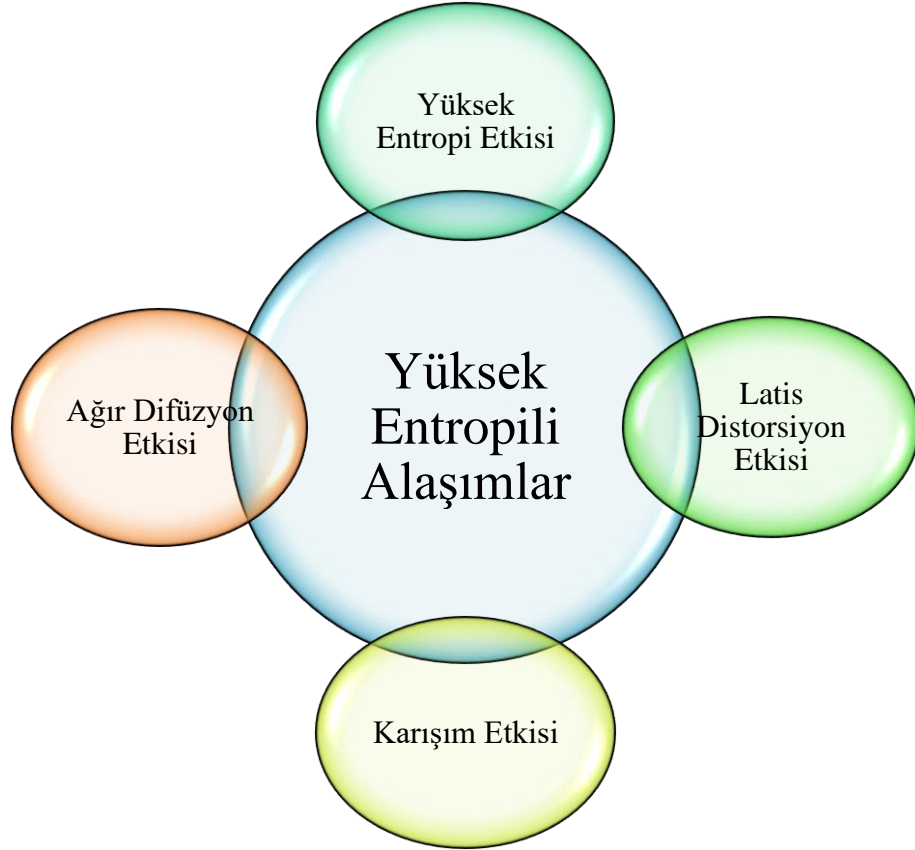 Yüksek
Entropi Etkisi
Ağır Difüzyon
Etkisi
Yüksek
Entropili
Alaşımlar
Latis
Distorsiyon
Etkisi
Karışım Etkisi